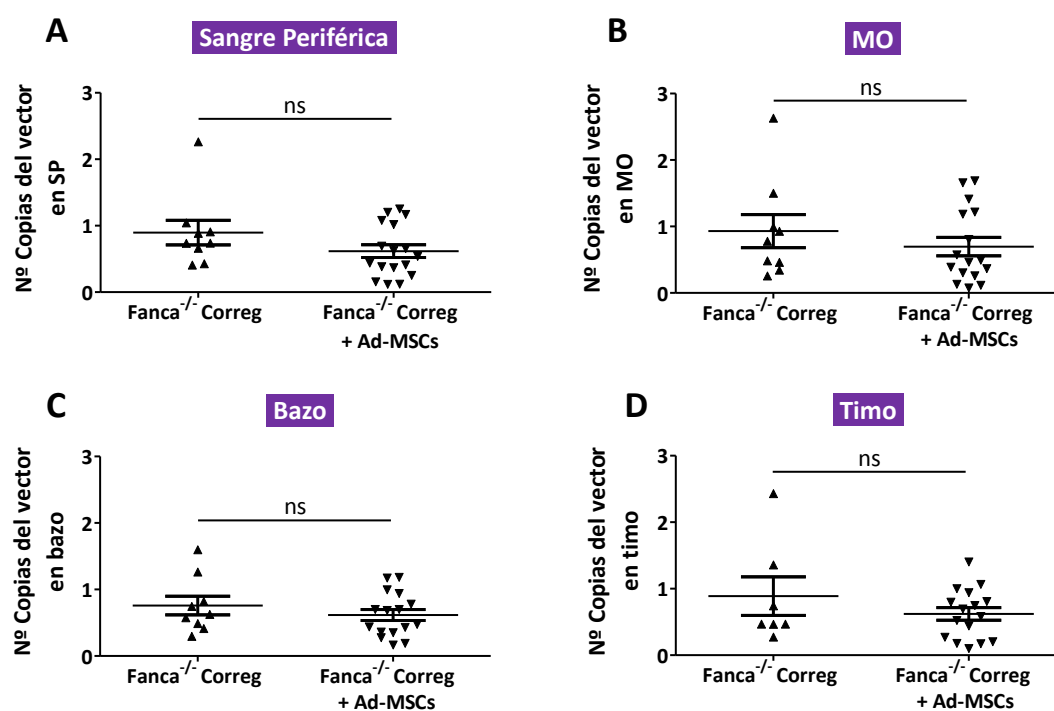 A
Sangre Periférica
Nº Copias del vector
en SP
3
2
1
0
ns
Fanca-/- Correg
Fanca-/- Correg
+ Ad-MSCs
B
MO
Nº Copias del vector
en MO
3
2
1
0
ns
Fanca-/- Correg
Fanca-/- Correg
+ Ad-MSCs
C
Bazo
Nº Copias del vector
en bazo
3
2
1
0
ns
Fanca-/- Correg
Fanca-/- Correg
+ Ad-MSCs
D
Timo
Nº Copias del vector
en timo
3
2
1
0
ns
Fanca-/- Correg
Fanca-/- Correg
+ Ad-MSCs